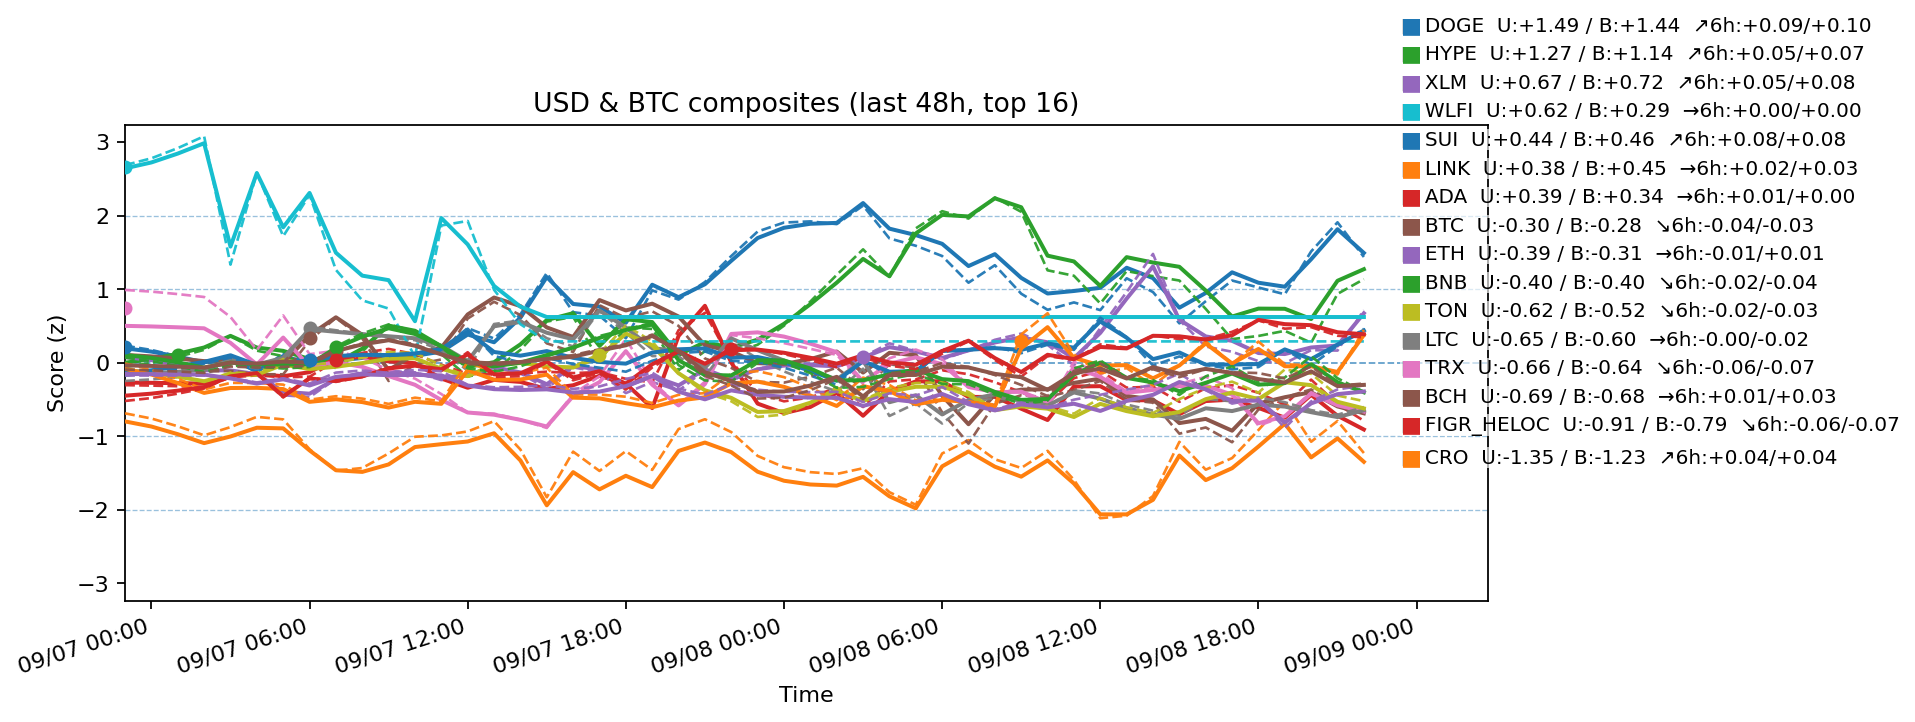 DOGE U:+1.49 / B:+1.44 ↗6h:+0.09/+0.10
HYPE U:+1.27 / B:+1.14 ↗6h:+0.05/+0.07
XLM U:+0.67 / B:+0.72 ↗6h:+0.05/+0.08
WLFI U:+0.62 / B:+0.29 →6h:+0.00/+0.00
SUI U:+0.44 / B:+0.46 ↗6h:+0.08/+0.08
LINK U:+0.38 / B:+0.45 →6h:+0.02/+0.03
ADA U:+0.39 / B:+0.34 →6h:+0.01/+0.00
BTC U:-0.30 / B:-0.28 ↘6h:-0.04/-0.03
ETH U:-0.39 / B:-0.31 →6h:-0.01/+0.01
BNB U:-0.40 / B:-0.40 ↘6h:-0.02/-0.04
TON U:-0.62 / B:-0.52 ↘6h:-0.02/-0.03
LTC U:-0.65 / B:-0.60 →6h:-0.00/-0.02
TRX U:-0.66 / B:-0.64 ↘6h:-0.06/-0.07
BCH U:-0.69 / B:-0.68 →6h:+0.01/+0.03
FIGR_HELOC U:-0.91 / B:-0.79 ↘6h:-0.06/-0.07
CRO U:-1.35 / B:-1.23 ↗6h:+0.04/+0.04
USD & BTC composites (last 48h, top 16)
Score (z)
3
2
1
0
−1
−2
−3
09/07 00:00
09/07 06:00
09/07 12:00
09/07 18:00
09/08 00:00
09/08 06:00
09/08 12:00
09/08 18:00
09/09 00:00
Time